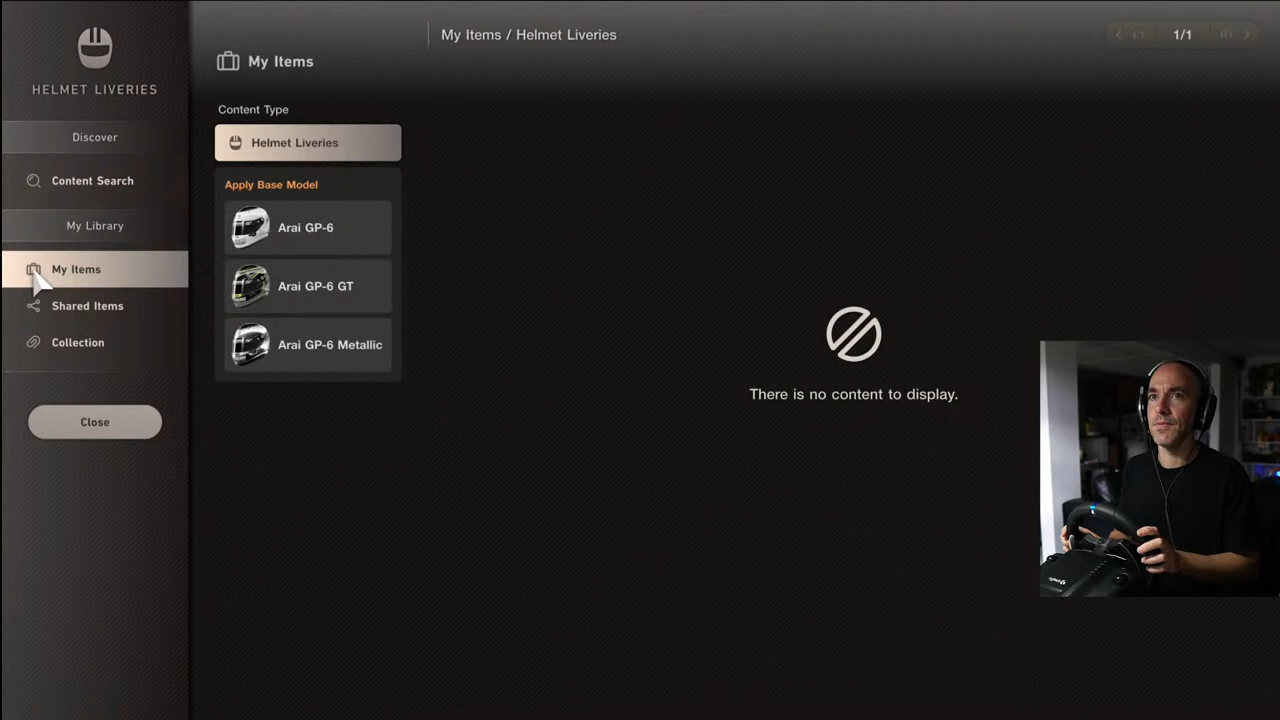 HELMET LIVERIES
Discover
Content Search
My Library
My Items
Shared Items
Collection
Close
My Items
Content Type
Helmet Liveries
Apply Base Model
Arai GP-6
Arai GP-6 GT
Arai GP-6 Metallic
My Items / Helmet Liveries
L1
1/1
R1
There is no content to display.